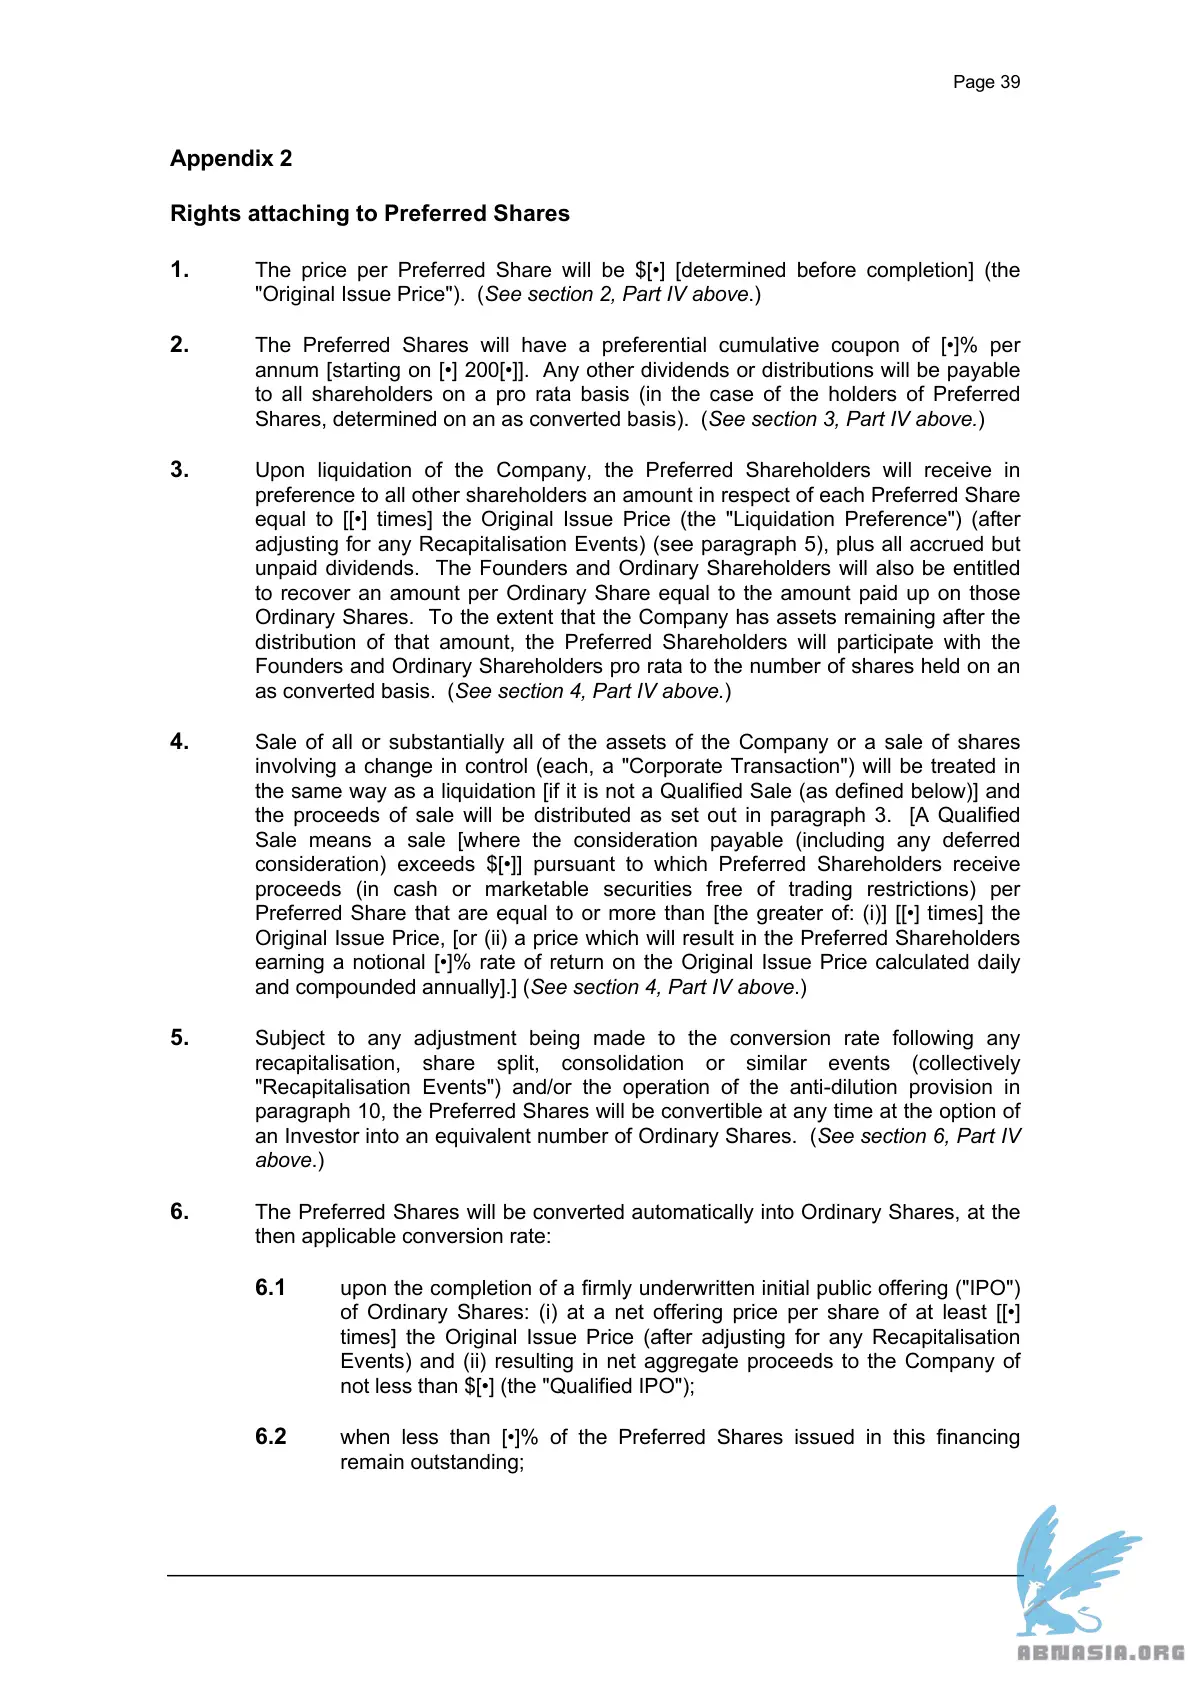 Page 39
Appendix 2
Rights attaching to Preferred Shares
1. The price per Preferred Share will be $[•] [determined before completion] (the
"Original Issue Price"). (See section 2, Part IV above.)
2. The Preferred Shares will have a preferential cumulative coupon of [•]% per
annum [starting on [•] 200[•]]. Any other dividends or distributions will be payable
to all shareholders on a pro rata basis (in the case of the holders of Preferred
Shares, determined on an as converted basis). (See section 3, Part IV above.)
3. Upon liquidation of the Company, the Preferred Shareholders will receive in
preference to all other shareholders an amount in respect of each Preferred Share
equal to [[•] times] the Original Issue Price (the "Liquidation Preference") (after
adjusting for any Recapitalisation Events) (see paragraph 5), plus all accrued but
unpaid dividends. The Founders and Ordinary Shareholders will also be entitled
to recover an amount per Ordinary Share equal to the amount paid up on those
Ordinary Shares. To the extent that the Company has assets remaining after the
distribution of that amount, the Preferred Shareholders will participate with the
Founders and Ordinary Shareholders pro rata to the number of shares held on an
as converted basis. (See section 4, Part IV above.)
4. Sale of all or substantially all of the assets of the Company or a sale of shares
involving a change in control (each, a "Corporate Transaction") will be treated in
the same way as a liquidation [if it is not a Qualified Sale (as defined below)] and
the proceeds of sale will be distributed as set out in paragraph 3. [A Qualified
Sale means a sale [where the consideration payable (including any deferred
consideration) exceeds $[•]] pursuant to which Preferred Shareholders receive
proceeds (in cash or marketable securities free of trading restrictions) per
Preferred Share that are equal to or more than [the greater of: (i)] [[•] times] the
Original Issue Price, [or (ii) a price which will result in the Preferred Shareholders
earning a notional [•]% rate of return on the Original Issue Price calculated daily
and compounded annually].] (See section 4, Part IV above.)
5. Subject to any adjustment being made to the conversion rate following any
recapitalisation, share split, consolidation or similar events (collectively
"Recapitalisation Events") and/or the operation of the anti-dilution provision in
paragraph 10, the Preferred Shares will be convertible at any time at the option of
an Investor into an equivalent number of Ordinary Shares. (See section 6, Part IV
above.)
6. The Preferred Shares will be converted automatically into Ordinary Shares, at the
then applicable conversion rate:
6.1 upon the completion of a firmly underwritten initial public offering ("IPO")
of Ordinary Shares: (i) at a net offering price per share of at least [[•]
times] the Original Issue Price (after adjusting for any Recapitalisation
Events) and (ii) resulting in net aggregate proceeds to the Company of
not less than $[•] (the "Qualified IPO");
6.2 when less than [•]% of the Preferred Shares issued in this financing
remain outstanding;
ABNASIA.ORG